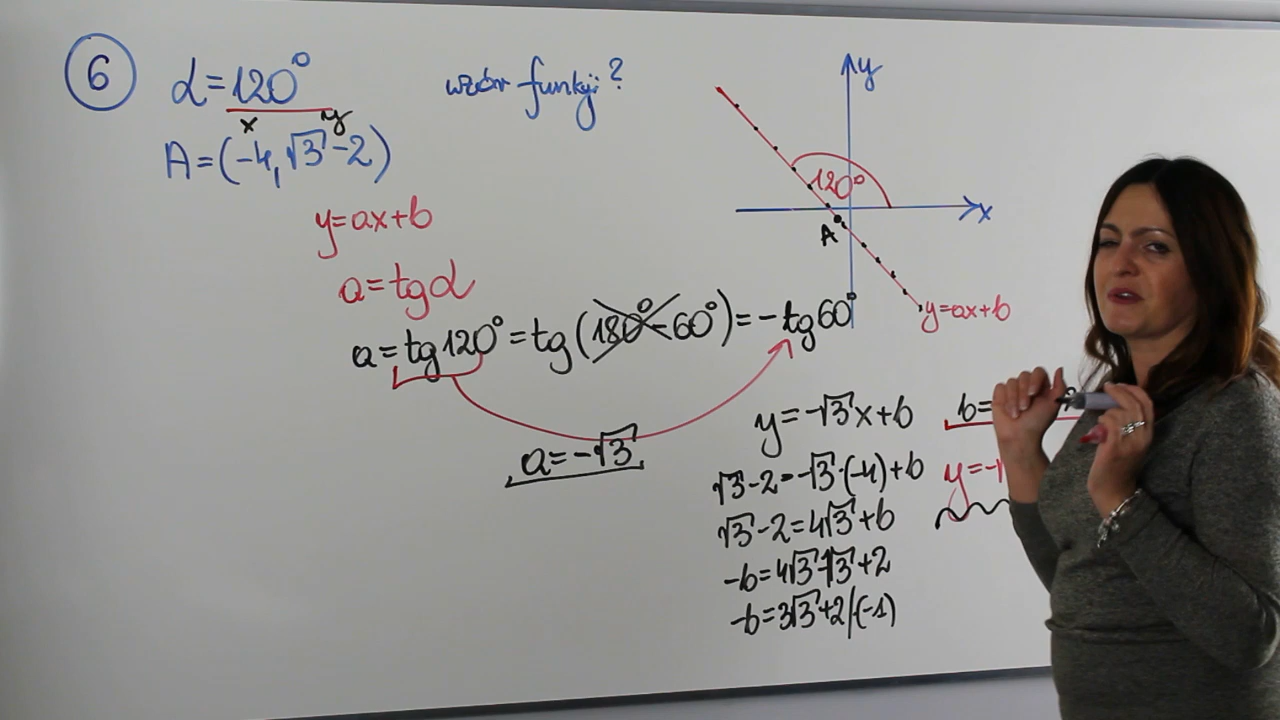 6
α=120°
x y
A=(-4,√3-2)
wzór funkcji?
y=ax+b
a=tgα
a=tg120°=tg(180°-60°)=-tg60°
a=-√3
y
120°
x
A
y=ax+b
y=-√3x+b
√3-2=-√3·(-4)+b
√3-2=4√3+b
-b=4√3-√3+2
-b=3√3+2/(-1)
b=
y=-